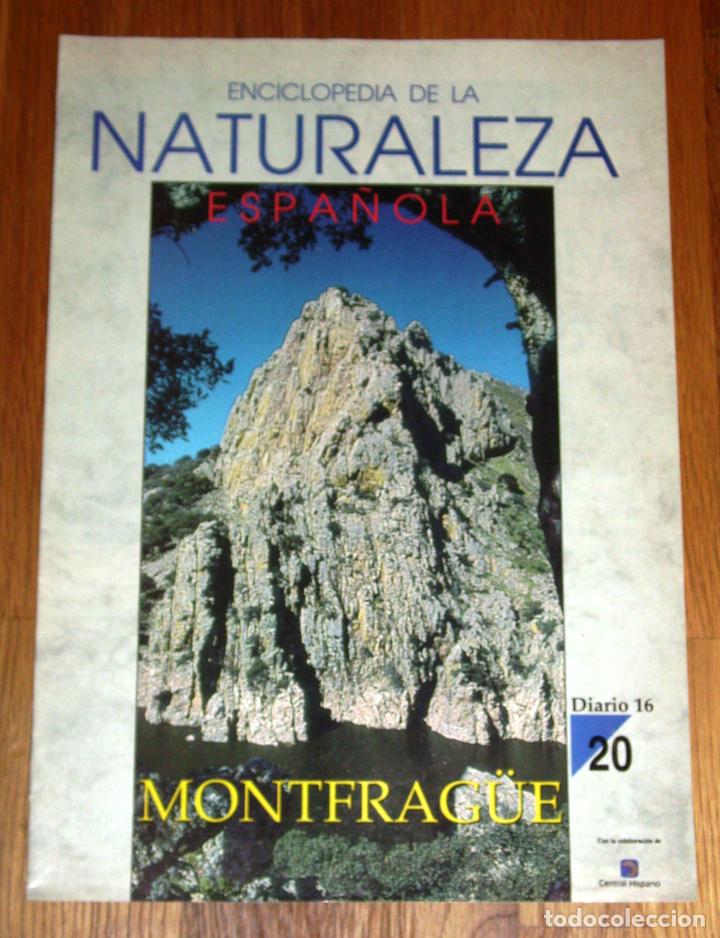 ENCICLOPEDIA DE LA
NATURALEZA
ESPAÑOLA
Diario 16
20
MONTFRAGÜE
Con la colaboración de
Central Hispano
todocoleccion